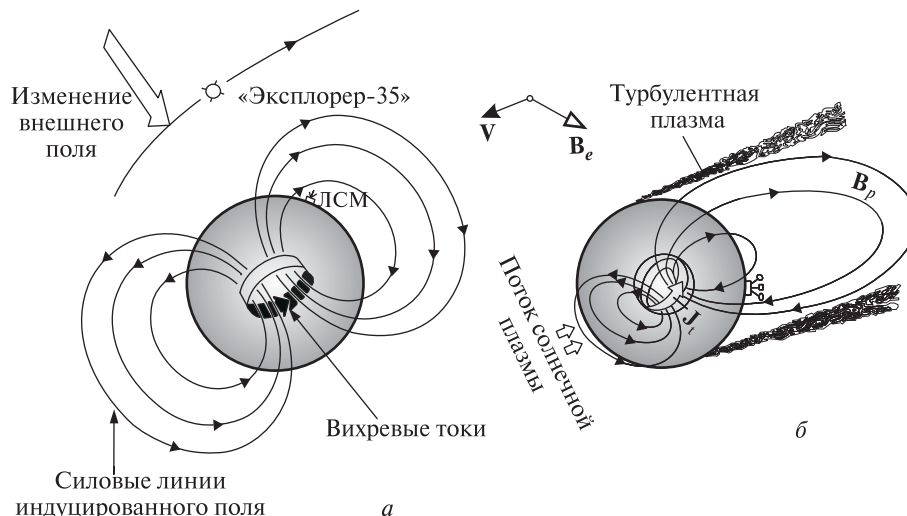 Изменение
внешнего
поля
«Эксплорер-35»
ЛСМ
Вихревые токи
Силовые линии
индуцированного поля
а
V
B_e
Турбулентная
плазма
B_p
J_t
Поток солнечной
плазмы
б